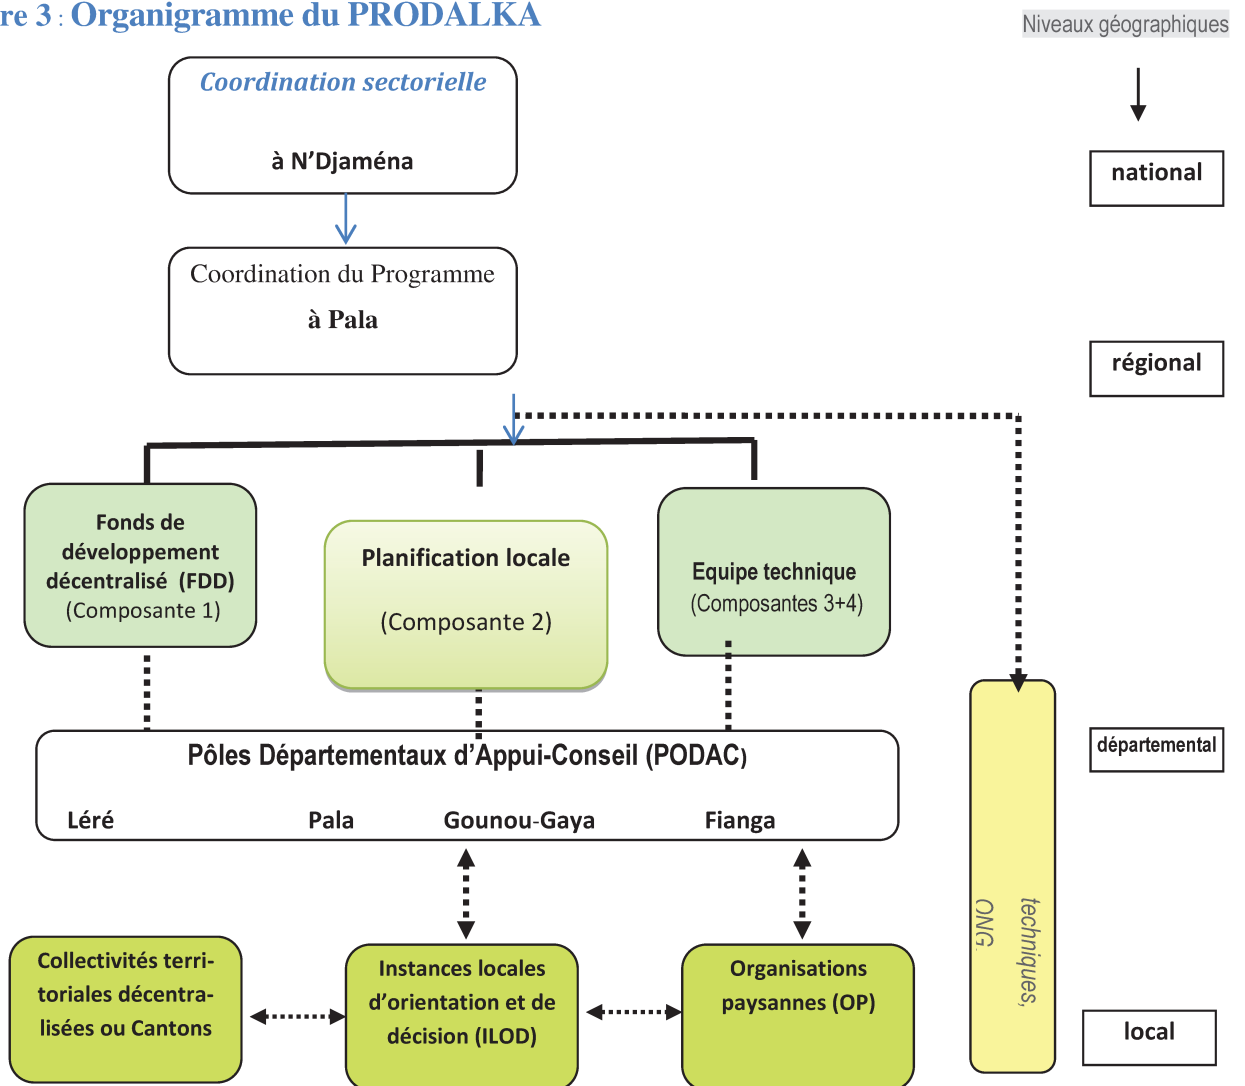 re 3 : Organigramme du PRODALKA
Niveaux géographiques
Coordination sectorielle
à N'Djaména
national
Coordination du Programme
à Pala
régional
Fonds de
développement
décentralisé (FDD)
(Composante 1)
Planification locale
(Composante 2)
Equipe technique
(Composantes 3+4)
Pôles Départementaux d'Appui-Conseil (PODAC)
Léré Pala Gounou-Gaya Fianga
départemental
techniques,
ONG.
Collectivités terri-
toriales décentra-
lisées ou Cantons
Instances locales
d'orientation et de
décision (ILOD)
Organisations
paysannes (OP)
local